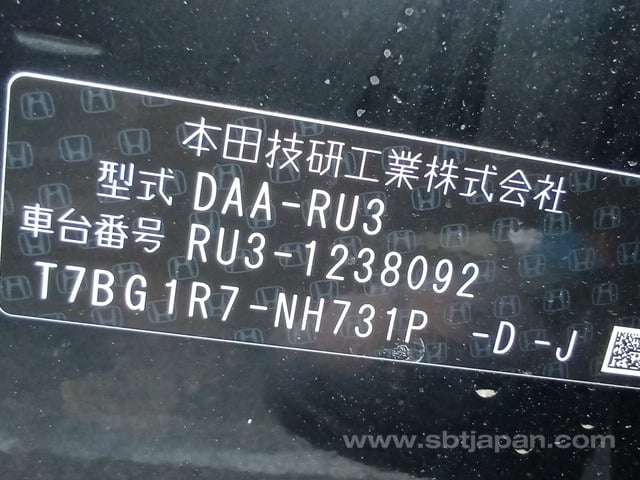 本田技研工業株式会社
型式 DAA-RU3
車台番号 RU3-1238092
T7BG1R7-NH731P -D-J
www.sbtjapan.com